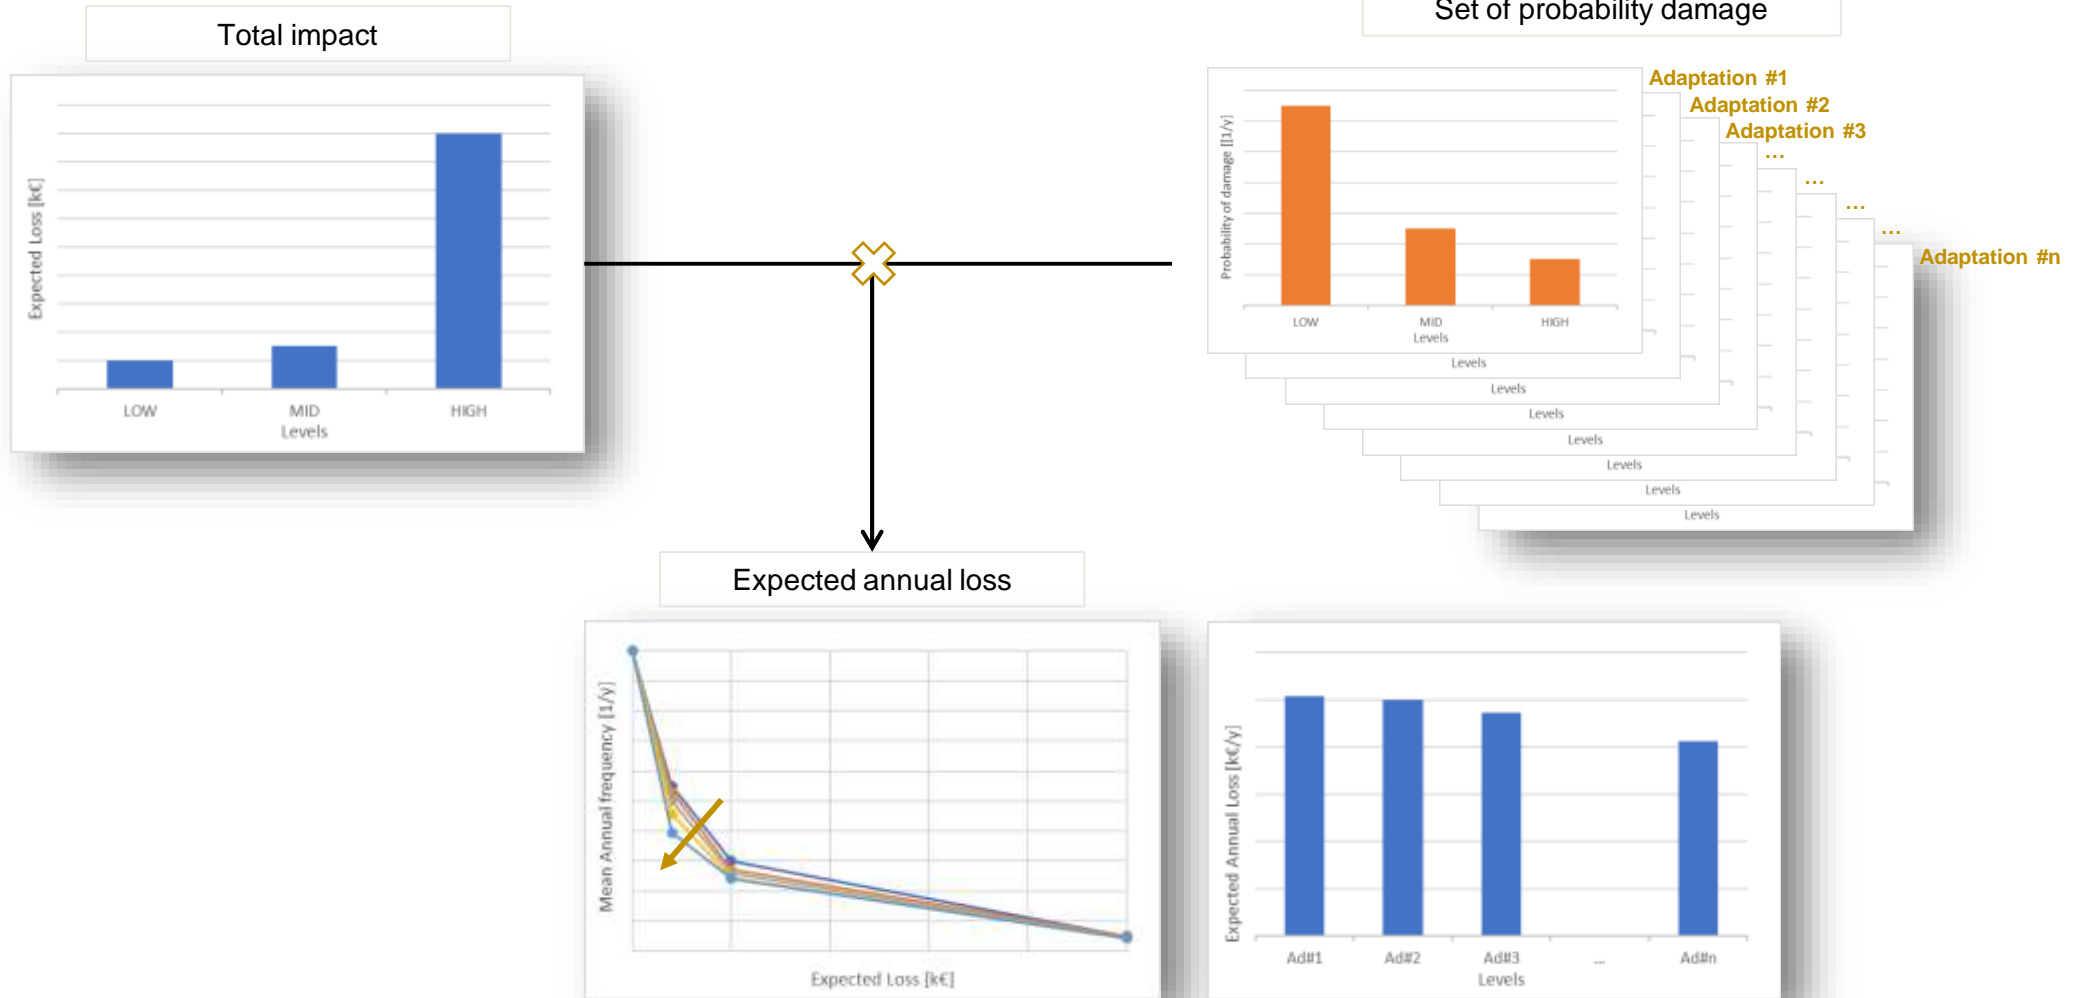 Total impact
Expected Loss [k€]
LOW
MID
HIGH
Levels
Set of probability damage
Probability of damage [[1/y]
LOW
MID
HIGH
Levels
Levels
Levels
Levels
Levels
Levels
Levels
Levels
Adaptation #1
Adaptation #2
Adaptation #3
...
...
...
...
Adaptation #n
Expected annual loss
Mean Annual frequency [1/y]
Expected Loss [k€]
Expected Annual Loss [k€/y]
Ad#1
Ad#2
Ad#3
...
Ad#n
Levels